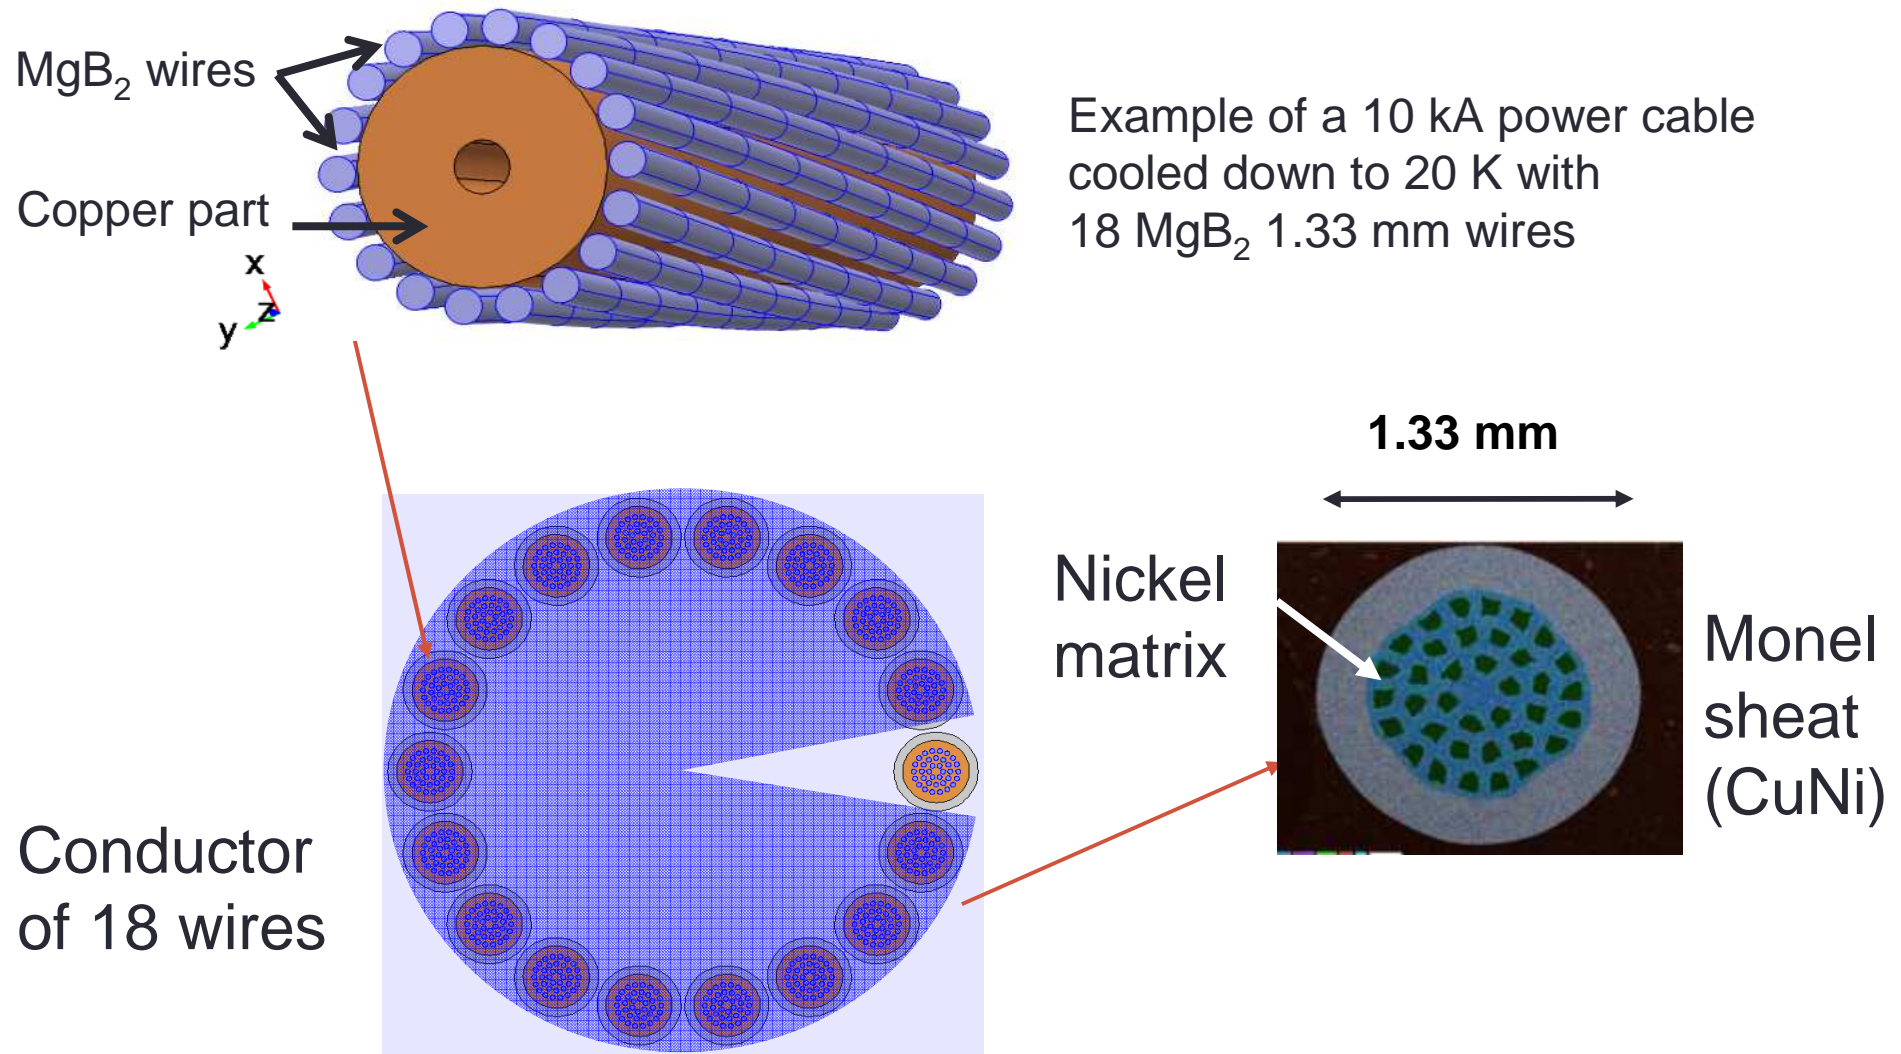 MgB₂ wires
Copper part
x
y
z
Example of a 10 kA power cable
cooled down to 20 K with
18 MgB₂ 1.33 mm wires
1.33 mm
Nickel
matrix
Monel
sheat
(CuNi)
Conductor
of 18 wires